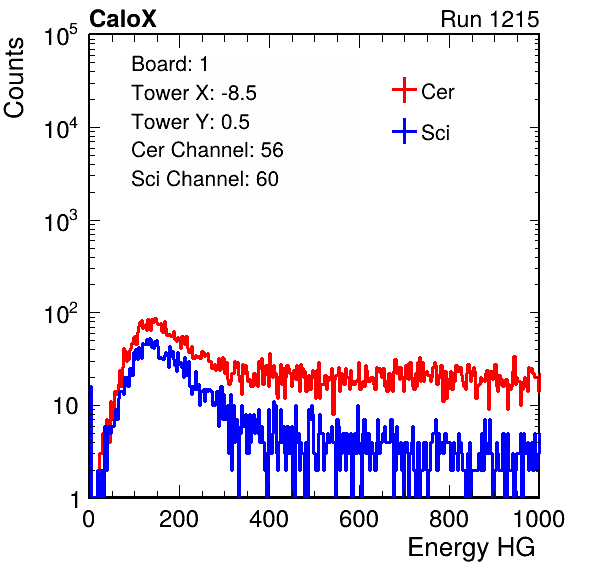 CaloX Run 1215
Counts
10^5
10^4
10^3
10^2
10
1
Board: 1
Tower X: -8.5
Tower Y: 0.5
Cer Channel: 56
Sci Channel: 60
Cer
Sci
0 200 400 600 800 1000
Energy HG